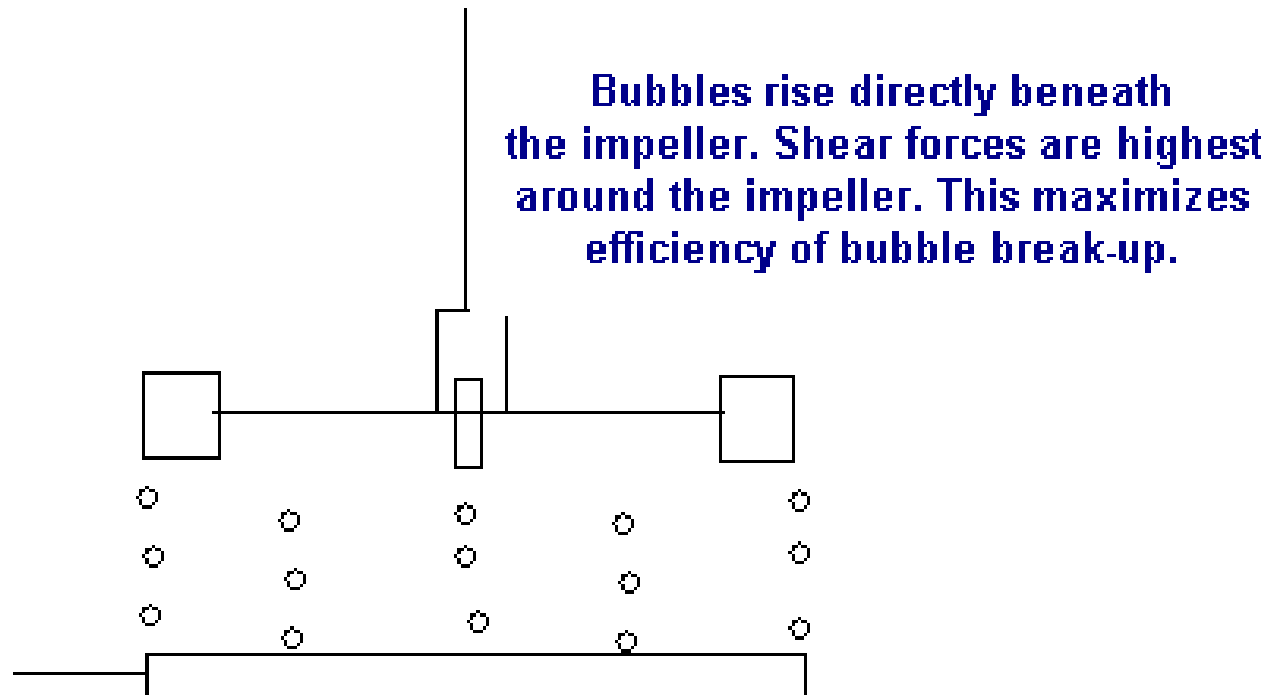 Bubbles rise directly beneath
the impeller. Shear forces are highest
around the impeller. This maximizes
efficiency of bubble break-up.